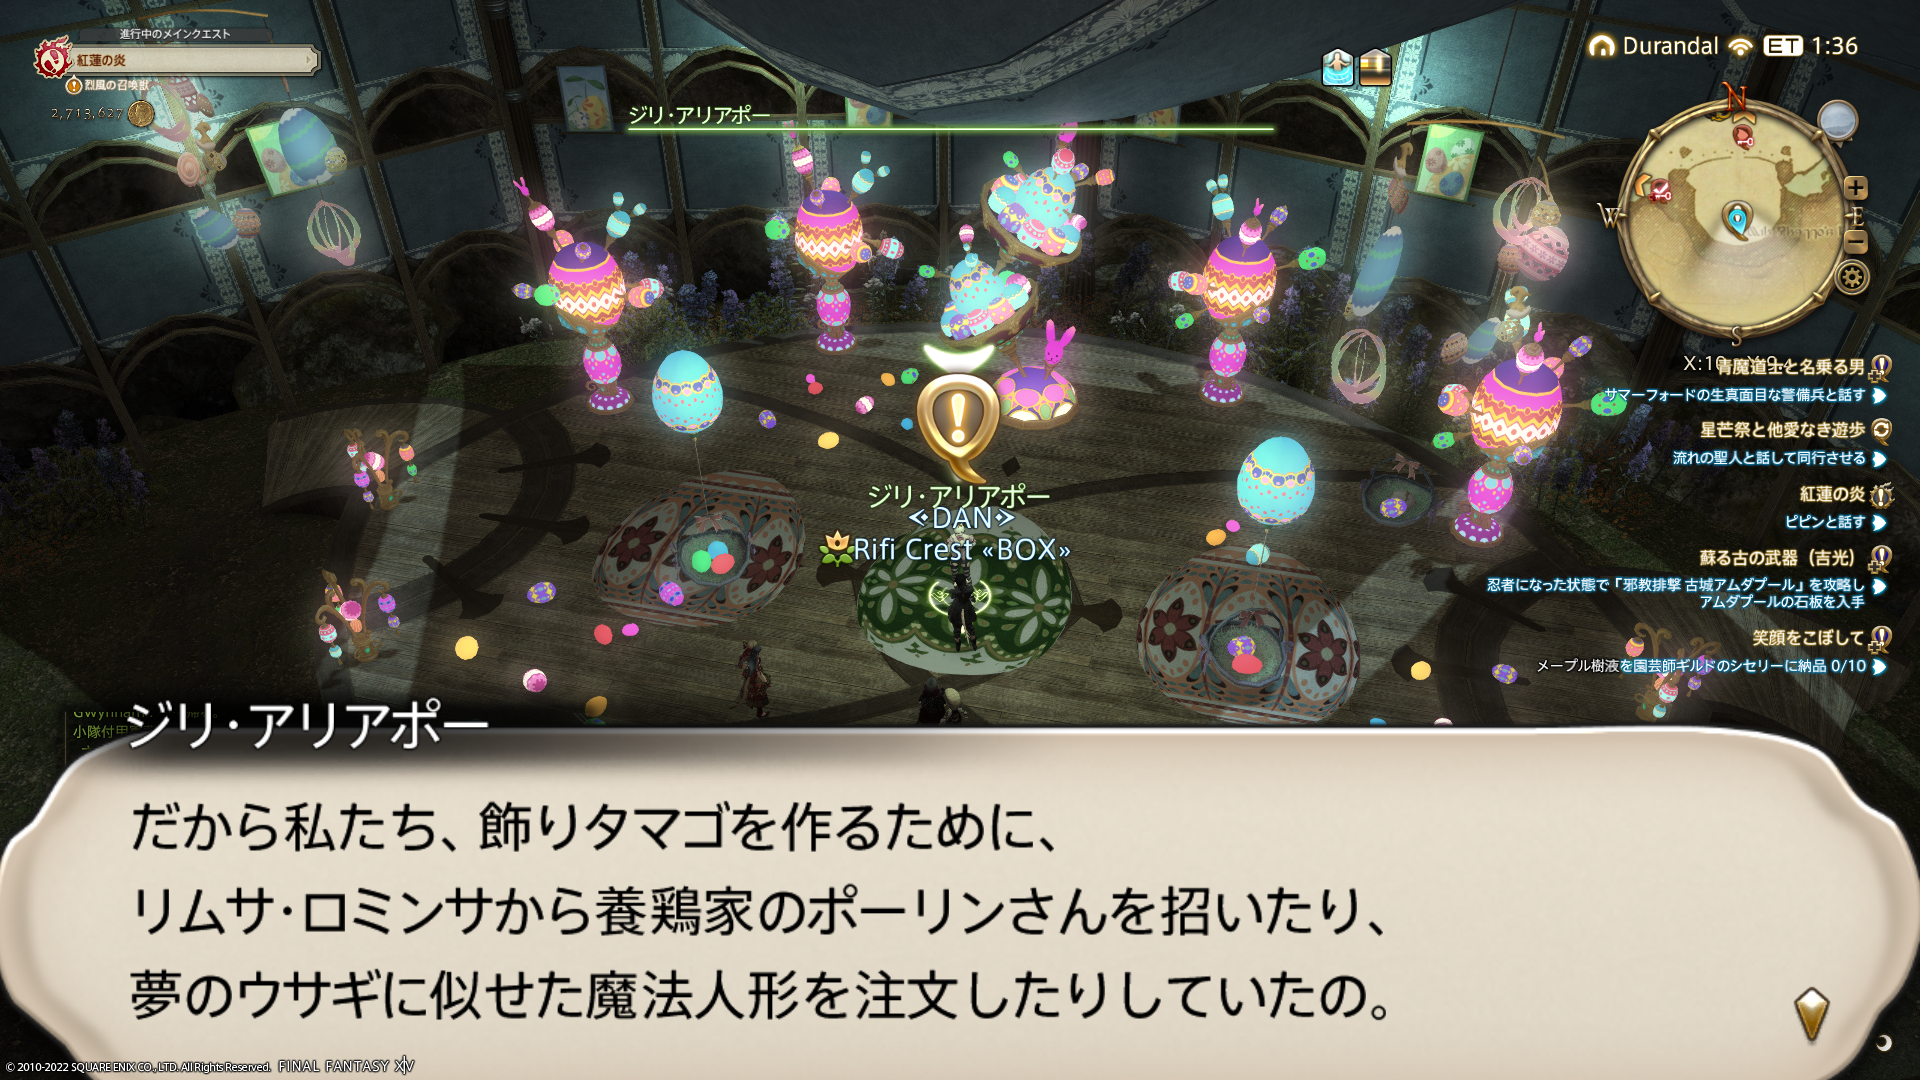 進行中のメインクエスト
紅蓮の炎
烈風の召喚獣
2,713,627
Durandal ET 1:36
ジリ・アリアポー
N
W
E
S
青魔道士と名乗る男
サマーフォードの生真面目な警備兵と話す
星芒祭と他愛なき遊歩
流れの聖人と話して同行させる
紅蓮の炎
ピピンと話す
蘇る古の武器（吉光）
忍者になった状態で『邪教排撃 古城アムダプール』を攻略し
アムダプールの石板を入手
笑顔をこぼして
メープル樹液を園芸師ギルドのシセリーに納品 0/10
ジリ・アリアポー
<DAN>
Rifi Crest «BOX»
ジリ・アリアポー
だから私たち、飾りタマゴを作るために、
リムサ・ロミンサから養鶏家のポーリンさんを招いたり、
夢のウサギに似せた魔法人形を注文したりしていたの。
© 2010-2022 SQUARE ENIX CO., LTD. All Rights Reserved. FINAL FANTASY XIV